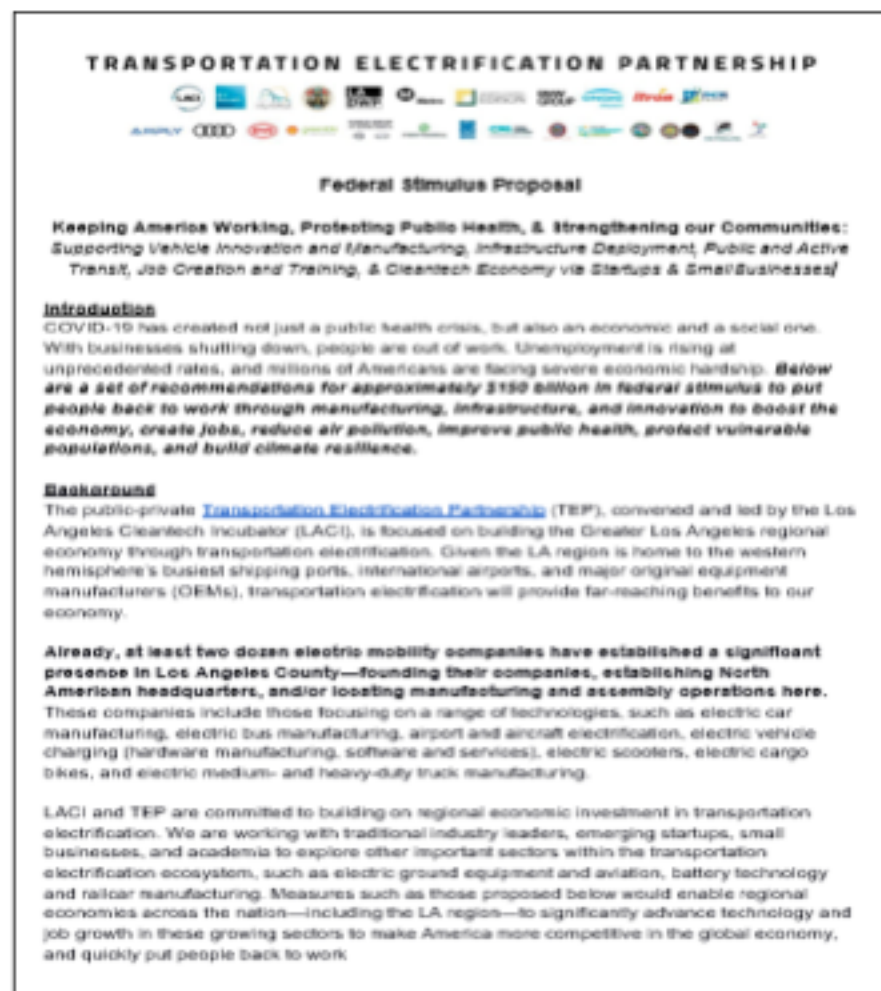 TRANSPORTATION ELECTRIFICATION PARTNERSHIP
LACI
LA
DWP
Metro
BMW
GROUP
AMPLY
BYD
Federal Stimulus Proposal
Keeping America Working, Protecting Public Health, & Strengthening our Communities:
Supporting Vehicle Innovation and Manufacturing, Infrastructure Deployment, Public and Active
Transit, Job Creation and Training, & Cleantech Economy via Startups & Small Businesses
Introduction
COVID-19 has created not just a public health crisis, but also an economic and a social one.
With businesses shutting down, people are out of work. Unemployment is rising at
unprecedented rates, and millions of Americans are facing severe economic hardship. Below
are a set of recommendations for approximately $150 billion in federal stimulus to put
people back to work through manufacturing, infrastructure, and innovation to boost the
economy, create jobs, reduce air pollution, improve public health, protect vulnerable
populations, and build climate resilience.
Background
The public-private Transportation Electrification Partnership (TEP), convened and led by the Los
Angeles Cleantech Incubator (LACI), is focused on building the Greater Los Angeles regional
economy through transportation electrification. Given the LA region is home to the western
hemisphere's busiest shipping ports, international airports, and major original equipment
manufacturers (OEMs), transportation electrification will provide far-reaching benefits to our
economy.
Already, at least two dozen electric mobility companies have established a significant
presence in Los Angeles County—founding their companies, establishing North
American headquarters, and/or locating manufacturing and assembly operations here.
These companies include those focusing on a range of technologies, such as electric car
manufacturing, electric bus manufacturing, airport and aircraft electrification, electric vehicle
charging (hardware manufacturing, software and services), electric scooters, electric cargo
bikes, and electric medium- and heavy-duty truck manufacturing.
LACI and TEP are committed to building on regional economic investment in transportation
electrification. We are working with traditional industry leaders, emerging startups, small
businesses, and academia to explore other important sectors within the transportation
electrification ecosystem, such as electric ground equipment and aviation, battery technology
and railcar manufacturing. Measures such as those proposed below would enable regional
economies across the nation—including the LA region—to significantly advance technology and
job growth in these growing sectors to make America more competitive in the global economy,
and quickly put people back to work